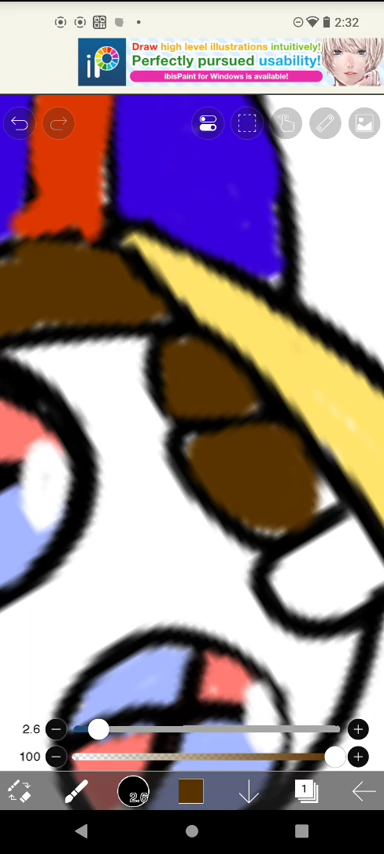 2:32
Draw high level illustrations intuitively!
Perfectly pursued usability!
ibisPaint for Windows is available!
2.6
100
2.6
1